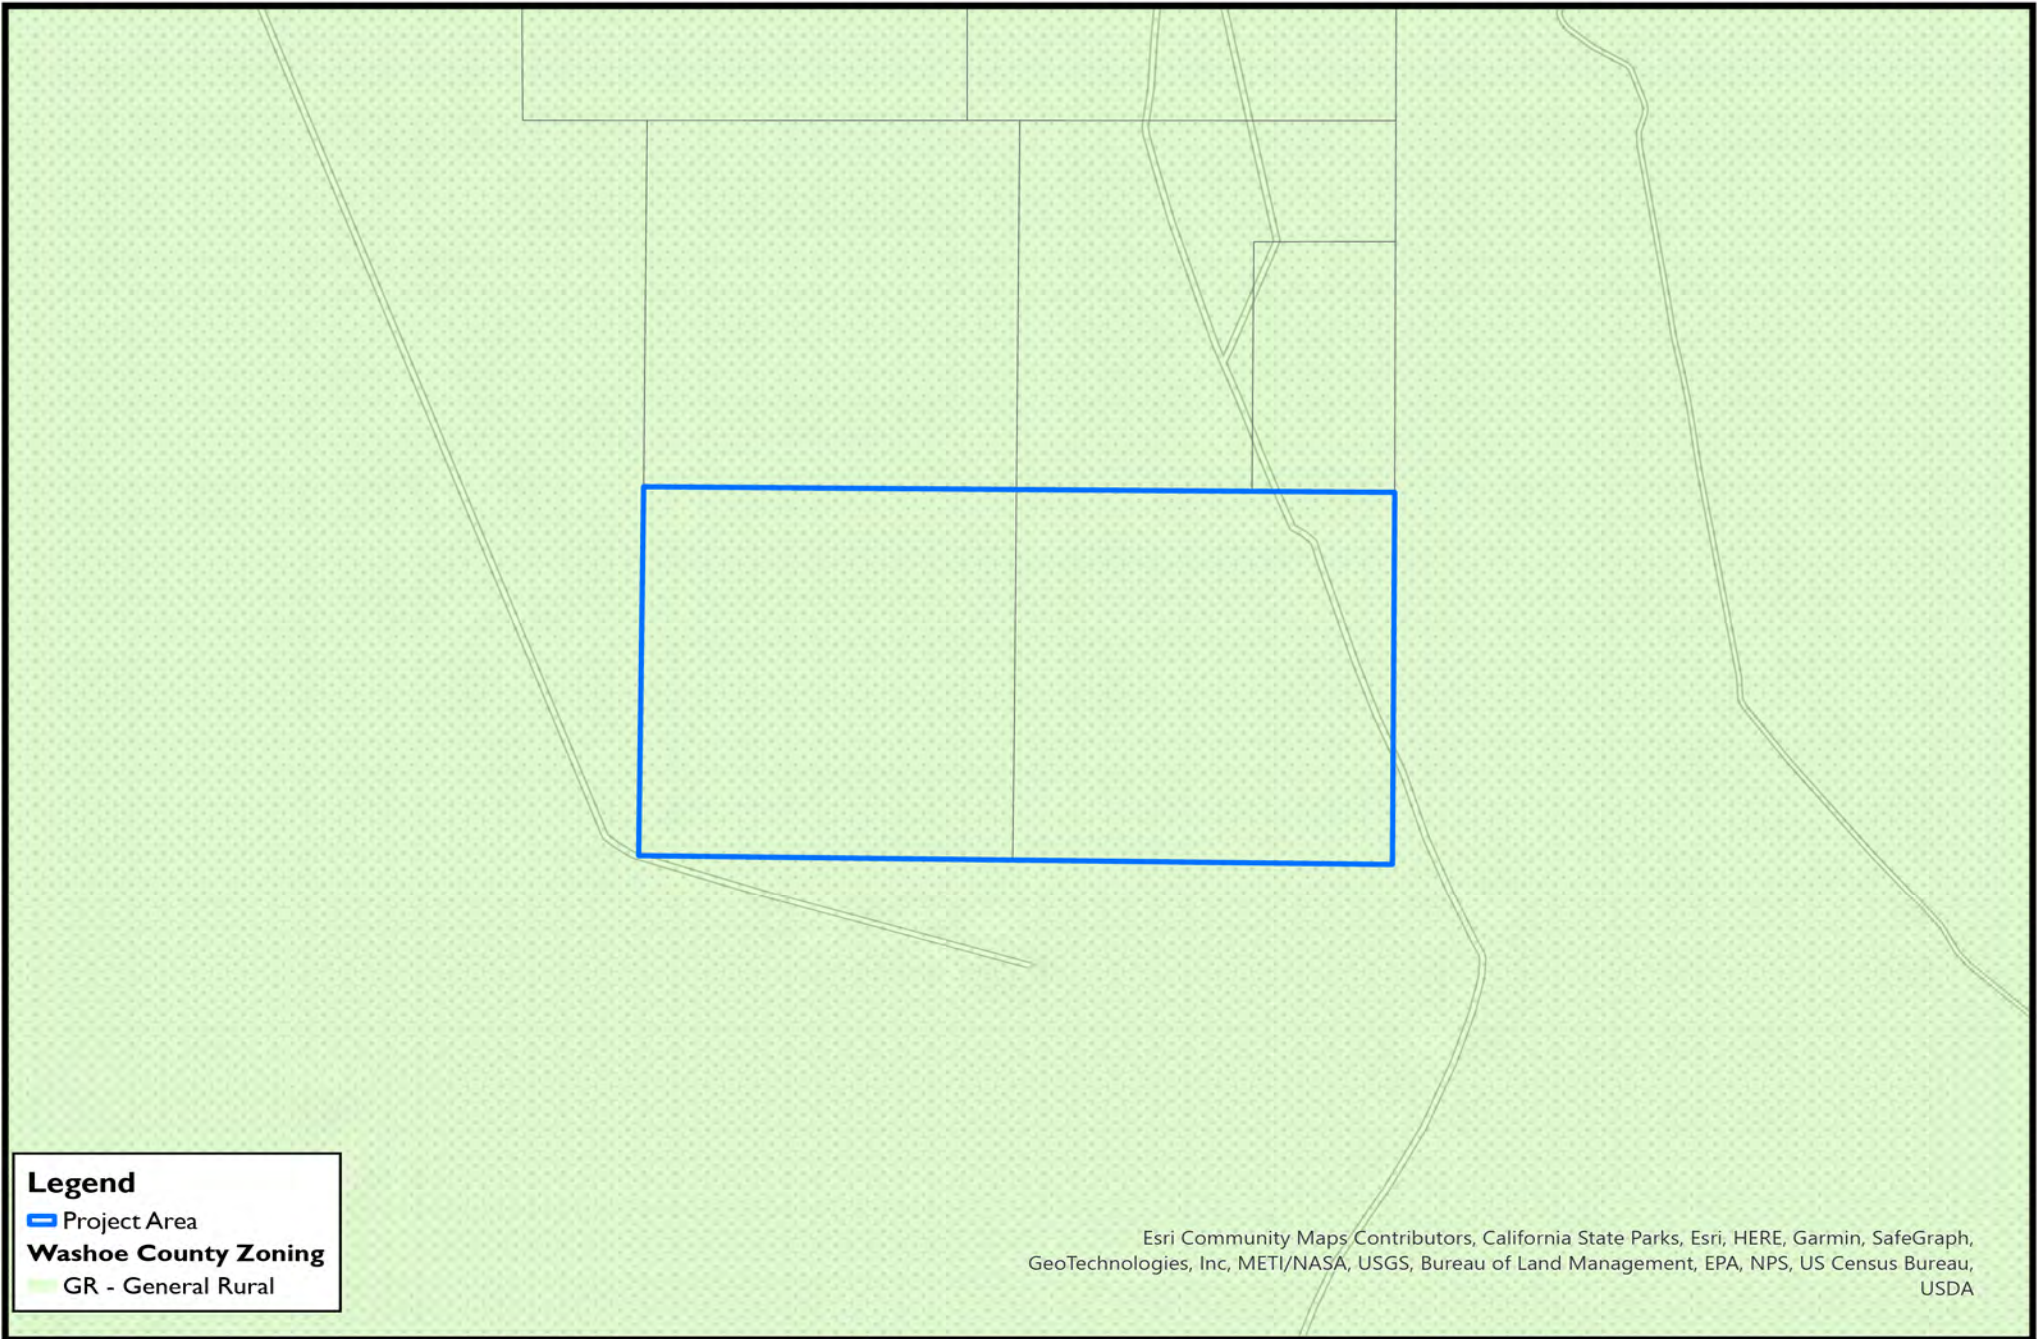 Legend
Project Area
Washoe County Zoning
GR - General Rural
Esri Community Maps Contributors, California State Parks, Esri, HERE, Garmin, SafeGraph,
GeoTechnologies, Inc, METI/NASA, USGS, Bureau of Land Management, EPA, NPS, US Census Bureau,
USDA